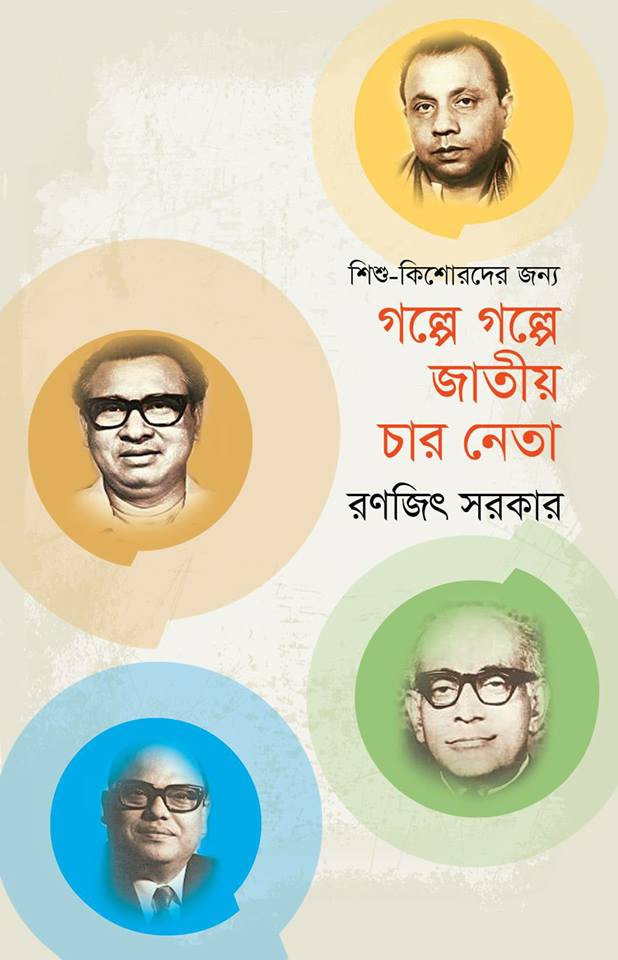 শিশু-কিশোরদের জন্য
গল্পে গল্পে
জাতীয়
চার নেতা
রণজিৎ সরকার